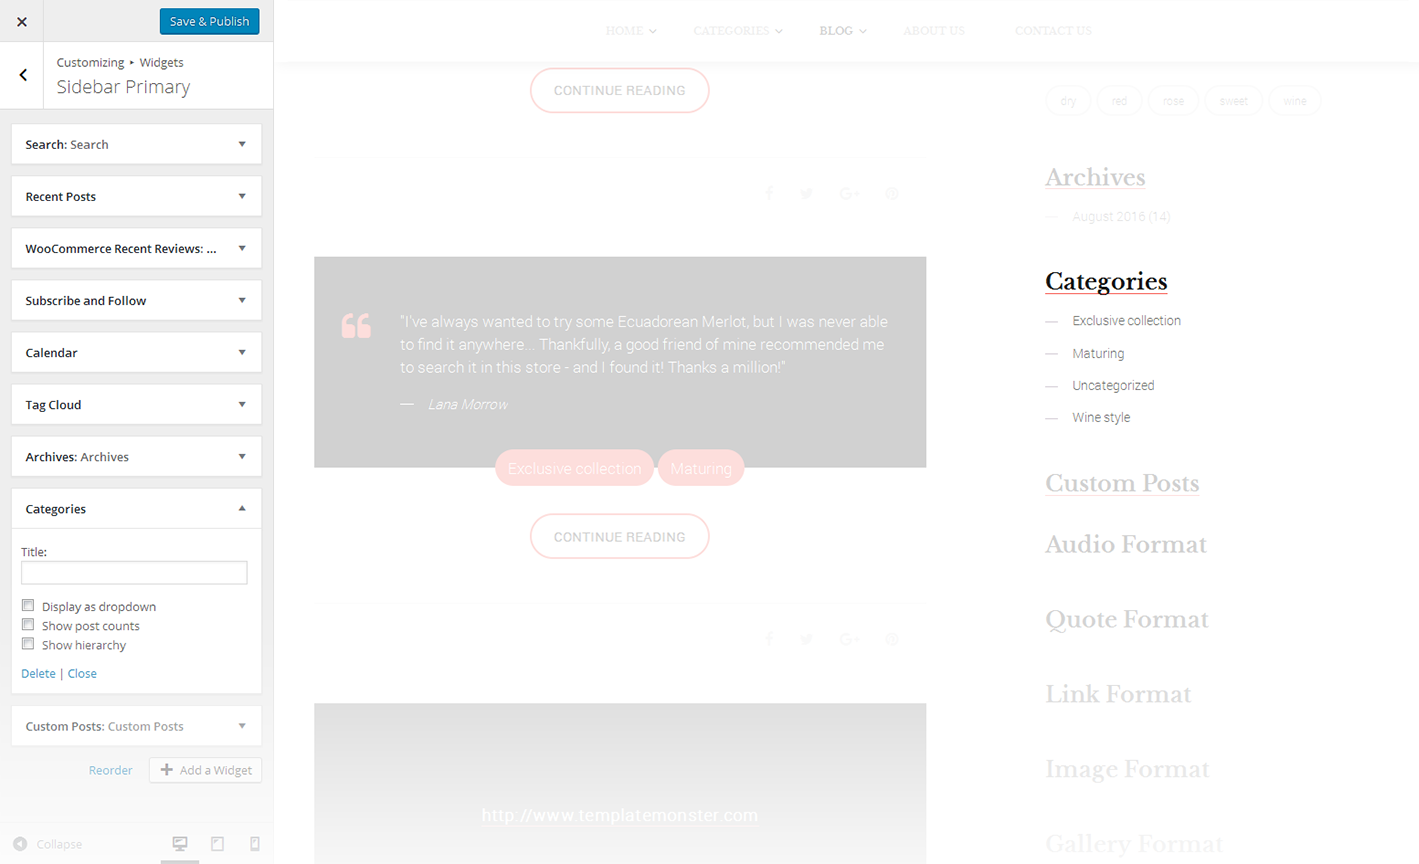 Save & Publish
Customizing ▸ Widgets
Sidebar Primary
Search: Search
Recent Posts
WooCommerce Recent Reviews: ...
Subscribe and Follow
Calendar
Tag Cloud
Archives: Archives
Categories
Title:
Display as dropdown
Show post counts
Show hierarchy
Delete | Close
Custom Posts: Custom Posts
Reorder
Add a Widget
Collapse
HOME
CATEGORIES
BLOG
ABOUT US
CONTACT US
CONTINUE READING
"I've always wanted to try some Ecuadorean Merlot, but I was never able
to find it anywhere... Thankfully, a good friend of mine recommended me
to search it in this store - and I found it! Thanks a million!"
— Lana Morrow
Exclusive collection
Maturing
CONTINUE READING
http://www.templatemonster.com
dry
red
rose
sweet
wine
Archives
— August 2016 (14)
Categories
— Exclusive collection
— Maturing
— Uncategorized
— Wine style
Custom Posts
Audio Format
Quote Format
Link Format
Image Format
Gallery Format